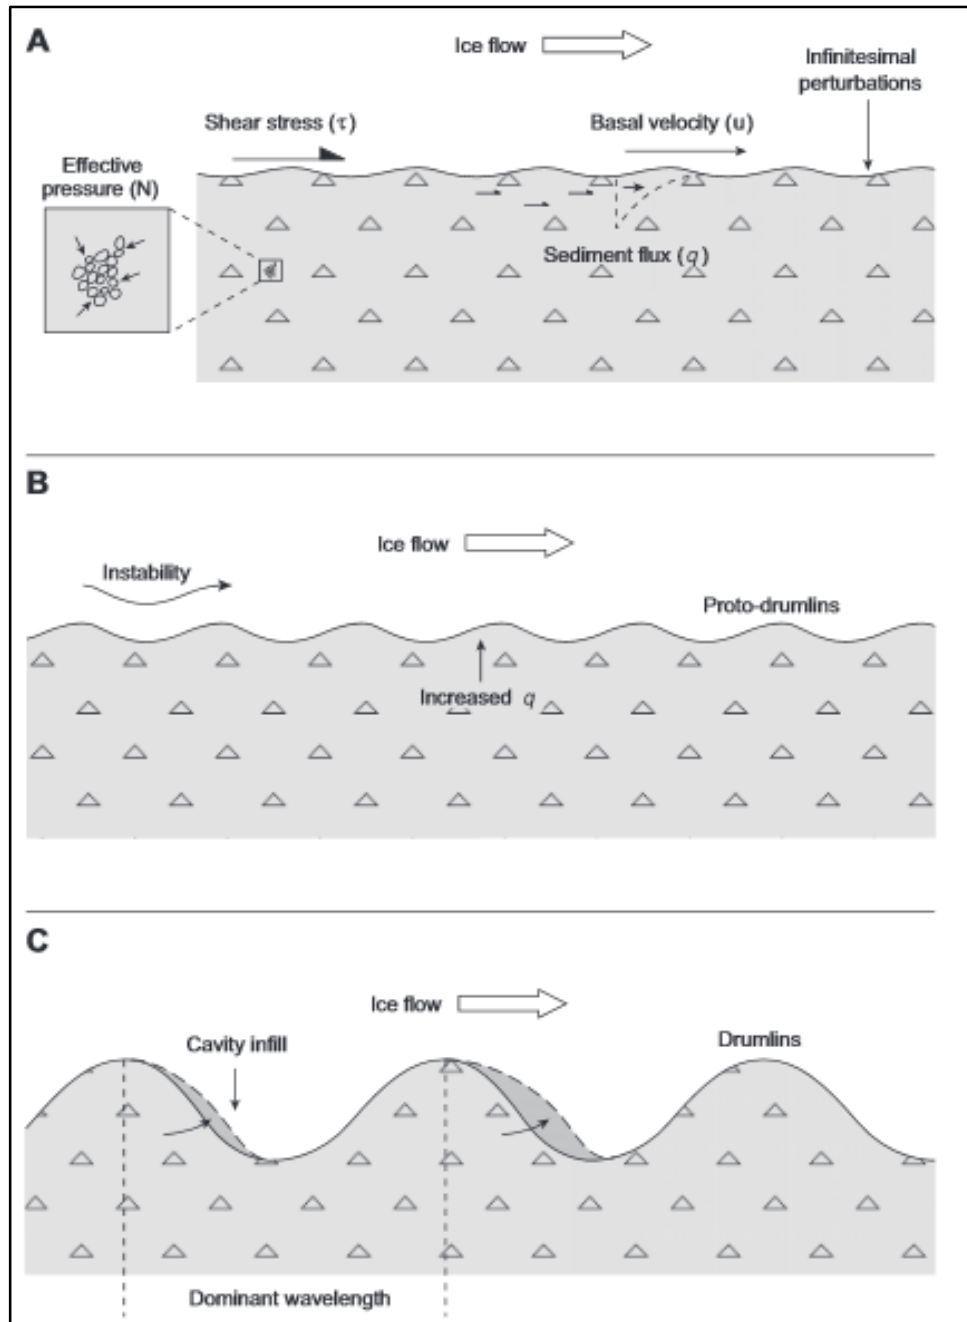 A
Ice flow
Infinitesimal
perturbations
Shear stress (τ)
Basal velocity (u)
Effective
pressure (N)
Sediment flux (q)
B
Ice flow
Instability
Proto-drumlins
Increased q
C
Ice flow
Cavity infill
Drumlins
Dominant wavelength